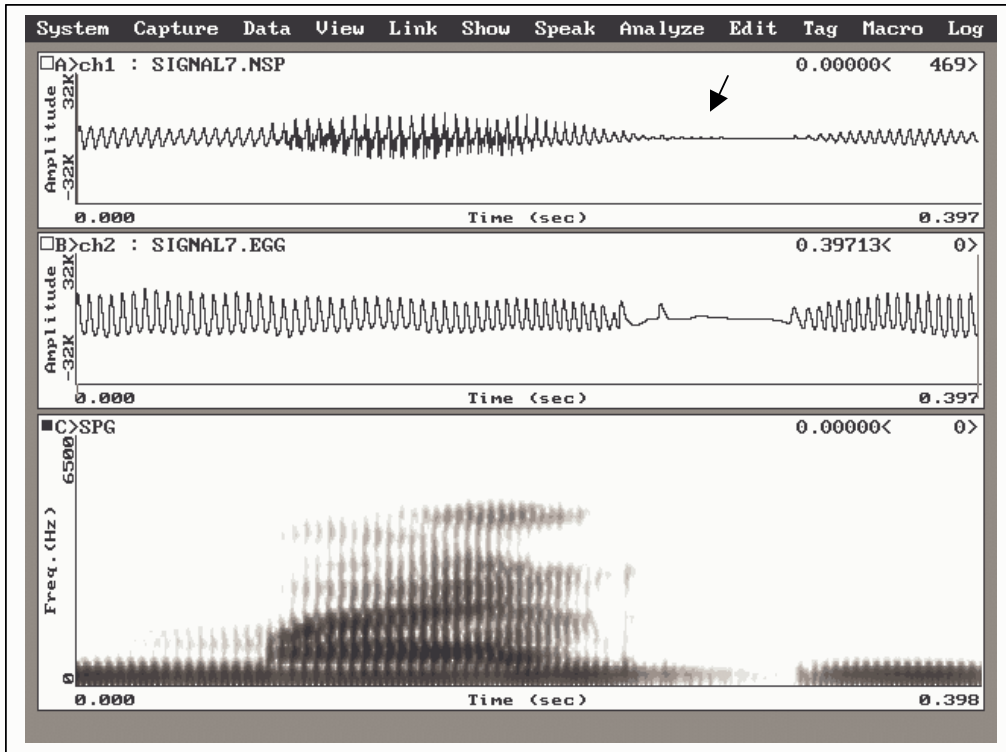 System Capture Data View Link Show Speak Analyze Edit Tag Macro Log
□A>ch1 : SIGNAL7.NSP 0.00000< 469>
Amplitude
-32K 32K
0.000 Time (sec) 0.397
□B>ch2 : SIGNAL7.EGG 0.39713< 0>
Amplitude
-32K 32K
0.000 Time (sec) 0.397
■C>SPG 0.00000< 0>
Freq.(Hz)
0 6500
0.000 Time (sec) 0.398